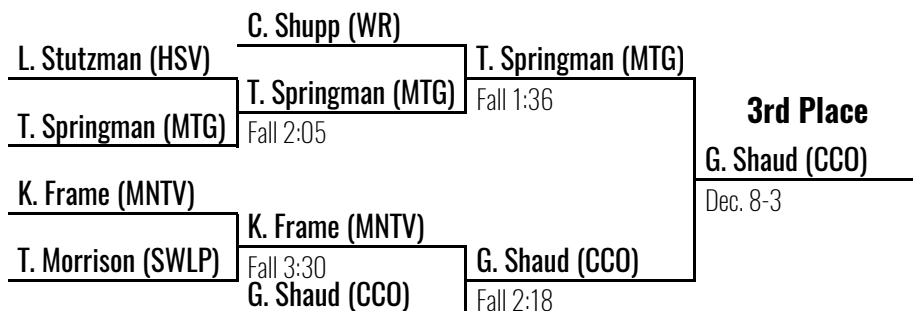 C. Shupp (WR)
L. Stutzman (HSV)
T. Springman (MTG)
T. Springman (MTG)
Fall 1:36
T. Springman (MTG)
Fall 2:05
3rd Place
G. Shaud (CCO)
Dec. 8-3
K. Frame (MNTV)
K. Frame (MNTV)
T. Morrison (SWLP)
Fall 3:30
G. Shaud (CCO)
G. Shaud (CCO)
Fall 2:18